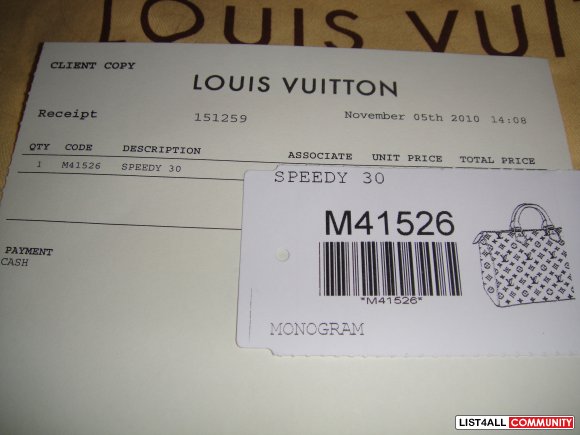 LOUIS VUIT
CLIENT COPY
LOUIS VUITTON
Receipt 151259 November 05th 2010 14:08
QTY CODE DESCRIPTION ASSOCIATE UNIT PRICE TOTAL PRICE
1 M41526 SPEEDY 30
SPEEDY 30
M41526
*M41526*
MONOGRAM
PAYMENT
CASH
LIST4ALL COMMUNITY